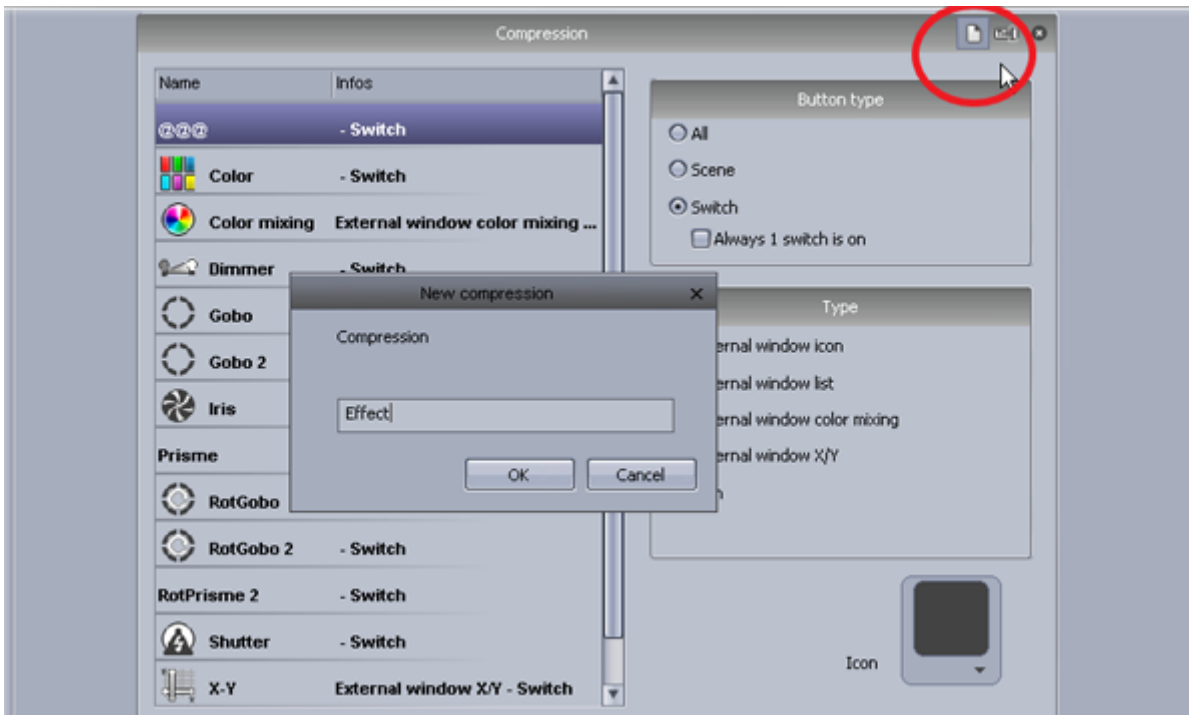 Compression
Name Infos
@@@ - Switch
Color - Switch
Color mixing External window color mixing ...
Dimmer - Switch
Gobo
Gobo 2
Iris
Prisme
RotGobo
RotGobo 2 - Switch
RotPrisme 2 - Switch
Shutter - Switch
X-Y External window X/Y - Switch
New compression
Compression
Effect
OK Cancel
Button type
All
Scene
Switch
Always 1 switch is on
Type
ernal window icon
ernal window list
ernal window color mixing
ernal window X/Y
Icon